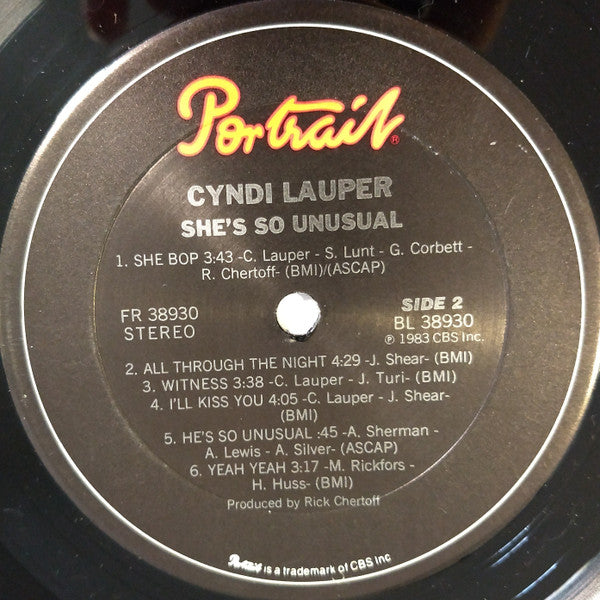 Portrait®
CYNDI LAUPER
SHE'S SO UNUSUAL
1. SHE BOP 3:43 -C. Lauper - S. Lunt - G. Corbett -
R. Chertoff- (BMI)/(ASCAP)
FR 38930
STEREO
SIDE 2
BL 38930
℗ 1983 CBS Inc.
2. ALL THROUGH THE NIGHT 4:29 -J. Shear- (BMI)
3. WITNESS 3:38 -C. Lauper - J. Turi- (BMI)
4. I'LL KISS YOU 4:05 -C. Lauper - J. Shear-
(BMI)
5. HE'S SO UNUSUAL :45 -A. Sherman -
A. Lewis - A. Silver- (ASCAP)
6. YEAH YEAH 3:17 -M. Rickfors -
H. Huss- (BMI)
Produced by Rick Chertoff
Portrait is a trademark of CBS Inc